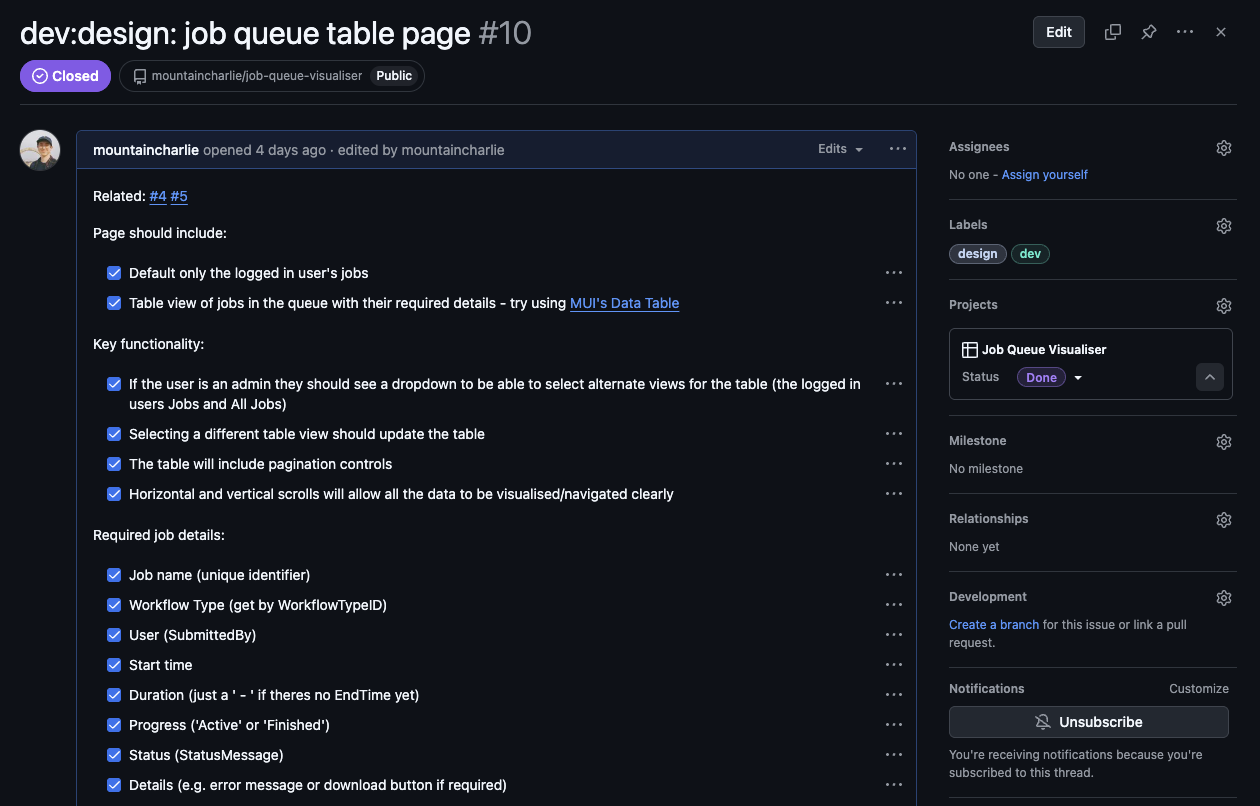 dev:design: job queue table page #10
Edit
Closed
mountaincharlie/job-queue-visualiser Public
mountaincharlie opened 4 days ago · edited by mountaincharlie
Edits
Related: #4 #5
Page should include:
Default only the logged in user's jobs
Table view of jobs in the queue with their required details - try using MUI's Data Table
Key functionality:
If the user is an admin they should see a dropdown to be able to select alternate views for the table (the logged in
users Jobs and All Jobs)
Selecting a different table view should update the table
The table will include pagination controls
Horizontal and vertical scrolls will allow all the data to be visualised/navigated clearly
Required job details:
Job name (unique identifier)
Workflow Type (get by WorkflowTypeID)
User (SubmittedBy)
Start time
Duration (just a ' - ' if theres no EndTime yet)
Progress ('Active' or 'Finished')
Status (StatusMessage)
Details (e.g. error message or download button if required)
Assignees
No one - Assign yourself
Labels
design dev
Projects
Job Queue Visualiser
Status Done
Milestone
No milestone
Relationships
None yet
Development
Create a branch for this issue or link a pull
request.
Notifications Customize
Unsubscribe
You're receiving notifications because you're
subscribed to this thread.